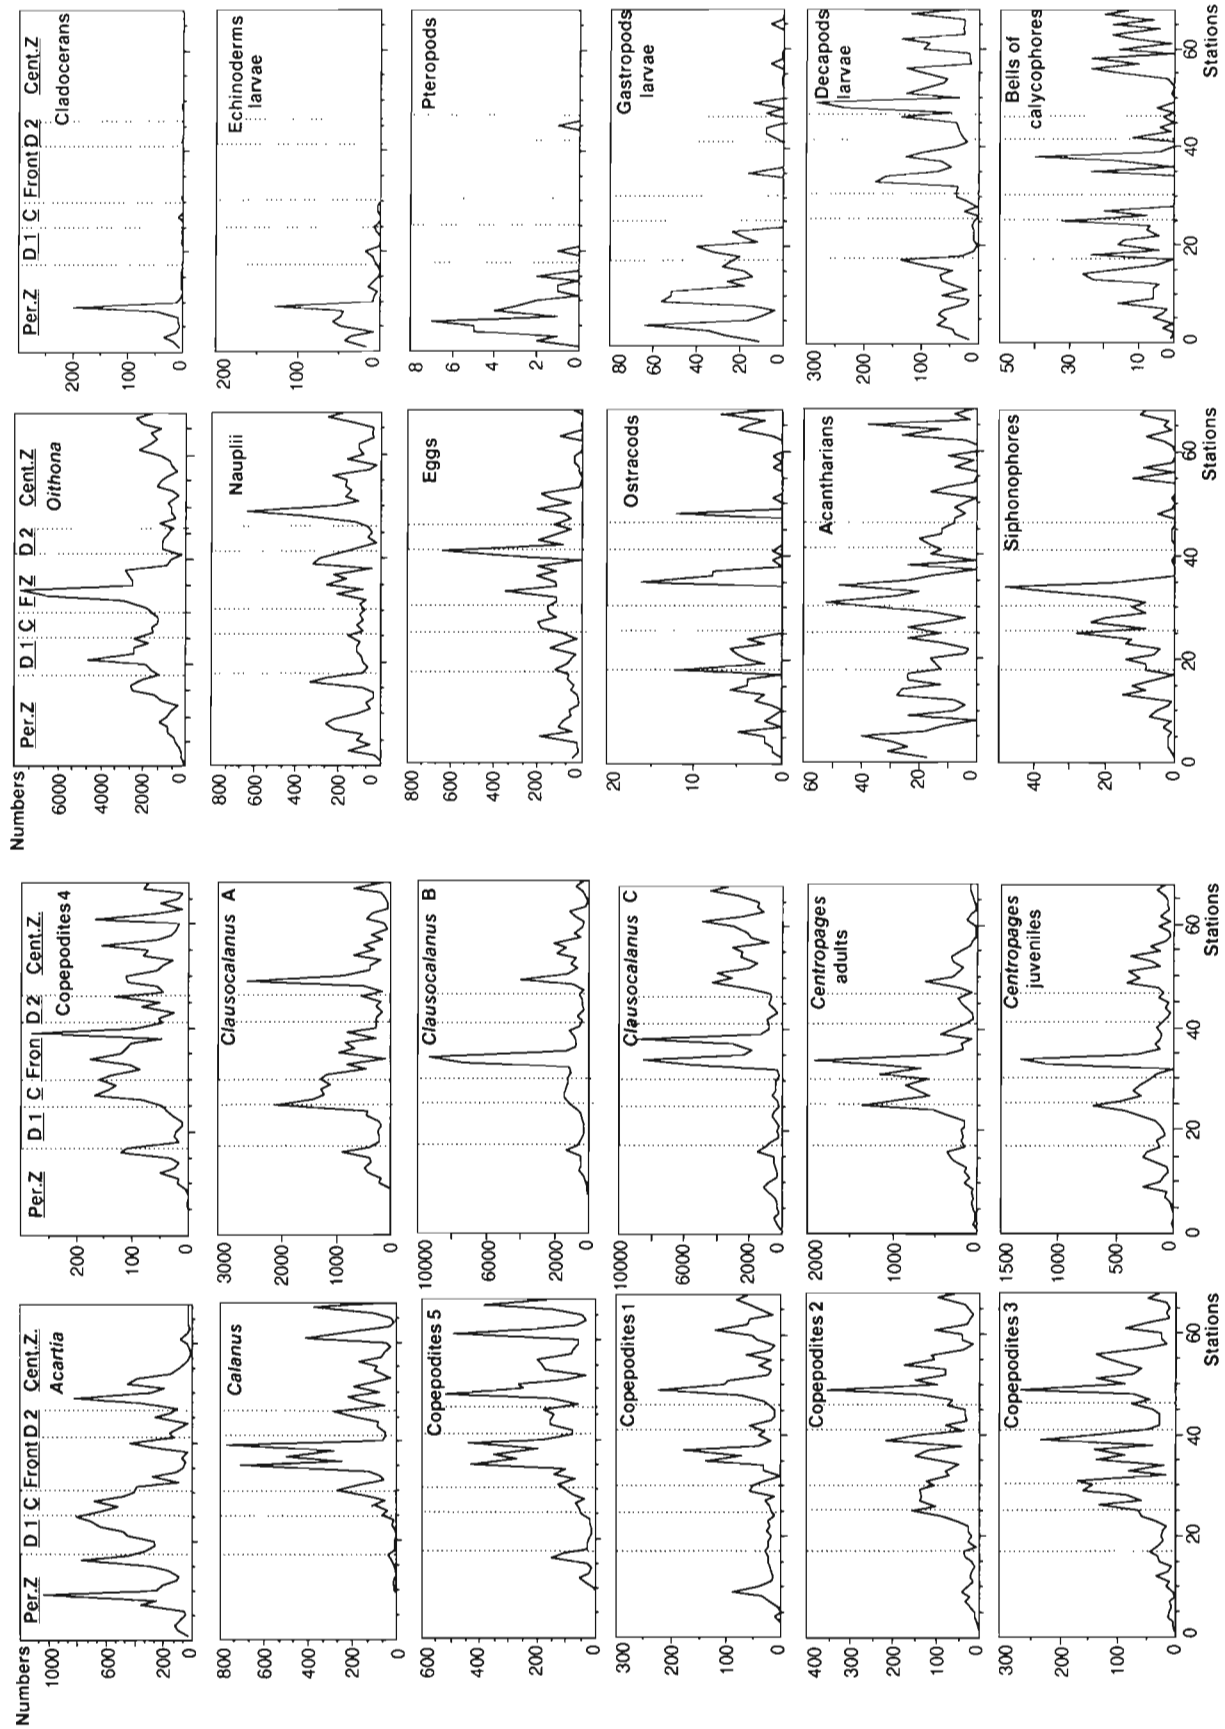 Numbers
Per.Z D 1 C Front D 2 Cent.Z
Acartia
1000
600
200
0
Calanus
800
600
400
200
0
Copepodites 5
600
400
200
0
Copepodites 1
300
200
100
0
Copepodites 2
400
300
200
100
0
Copepodites 3
300
200
100
0
0 20 40 60
Stations
Per.Z D 1 C Fron D 2 Cent.Z.
Copepodites 4
200
100
0
Clausocalanus A
3000
2000
1000
0
Clausocalanus B
10000
6000
2000
0
Clausocalanus C
10000
6000
2000
0
Centropages
adults
2000
1000
0
Centropages
juveniles
1500
1000
500
0
0 20 40 60
Stations
Numbers
Per.Z D 1 C F/Z D 2 Cent.Z
Oithona
6000
4000
2000
0
Nauplii
800
600
400
200
0
Eggs
800
600
400
200
0
Ostracods
20
10
0
Acantharians
60
40
20
0
Siphonophores
40
20
0
0 20 40 60
Stations
Per.Z D 1 C Front D 2 Cent.Z
Cladocerans
200
100
0
Echinoderms
larvae
200
100
0
Pteropods
8
6
4
2
0
Gastropods
larvae
80
60
40
20
0
Decapods
larvae
300
200
100
0
Bells of
calycophores
50
30
10
0
0 20 40 60
Stations